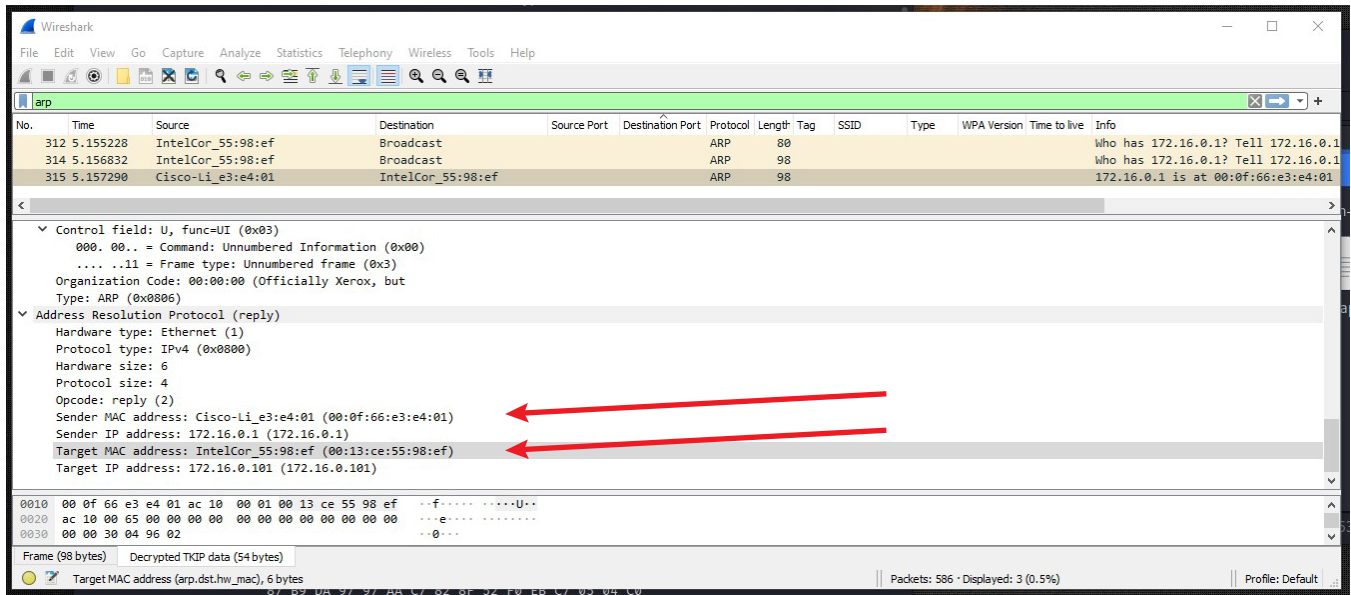 Wireshark
File Edit View Go Capture Analyze Statistics Telephony Wireless Tools Help
arp
No. Time Source Destination Source Port Destination Port Protocol Length Tag SSID Type WPA Version Time to live Info
312 5.155228 IntelCor_55:98:ef Broadcast ARP 80 Who has 172.16.0.1? Tell 172.16.0.1
314 5.156832 IntelCor_55:98:ef Broadcast ARP 98 Who has 172.16.0.1? Tell 172.16.0.1
315 5.157290 Cisco-Li_e3:e4:01 IntelCor_55:98:ef ARP 98 172.16.0.1 is at 00:0f:66:e3:e4:01
Control field: U, func=UI (0x03)
000. 00.. = Command: Unnumbered Information (0x00)
.... ..11 = Frame type: Unnumbered frame (0x3)
Organization Code: 00:00:00 (Officially Xerox, but
Type: ARP (0x0806)
Address Resolution Protocol (reply)
Hardware type: Ethernet (1)
Protocol type: IPv4 (0x0800)
Hardware size: 6
Protocol size: 4
Opcode: reply (2)
Sender MAC address: Cisco-Li_e3:e4:01 (00:0f:66:e3:e4:01)
Sender IP address: 172.16.0.1 (172.16.0.1)
Target MAC address: IntelCor_55:98:ef (00:13:ce:55:98:ef)
Target IP address: 172.16.0.101 (172.16.0.101)
0010 00 0f 66 e3 e4 01 ac 10 00 01 00 13 ce 55 98 ef ··f····· ·····U··
0020 ac 10 00 65 00 00 00 00 00 00 00 00 00 00 00 00 ···e···· ········
0030 00 00 30 04 96 02 ··0···
Frame (98 bytes) Decrypted TKIP data (54 bytes)
Target MAC address (arp.dst.hw_mac), 6 bytes Packets: 586 · Displayed: 3 (0.5%) Profile: Default